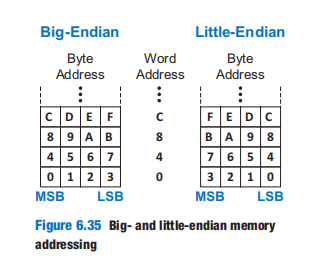 Big-Endian Little-Endian
Byte Address Word Address Byte Address
C D E F C F E D C
8 9 A B 8 B A 9 8
4 5 6 7 4 7 6 5 4
0 1 2 3 0 3 2 1 0
MSB LSB MSB LSB
Figure 6.35 Big- and little-endian memory
addressing